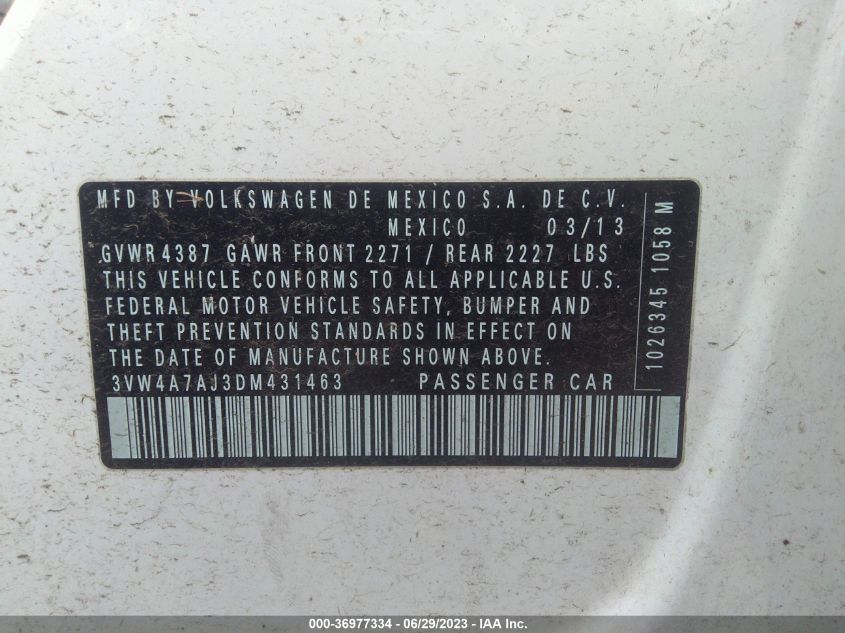 MFD BY VOLKSWAGEN DE MEXICO S.A. DE C.V.
MEXICO 03/13
GVWR 4387 GAWR FRONT 2271 / REAR 2227 LBS
THIS VEHICLE CONFORMS TO ALL APPLICABLE U.S.
FEDERAL MOTOR VEHICLE SAFETY, BUMPER AND
THEFT PREVENTION STANDARDS IN EFFECT ON
THE DATE OF MANUFACTURE SHOWN ABOVE.
3VW4A7AJ3DM431463 PASSENGER CAR
1026345 1058 M
000-36977334 - 06/29/2023 - IAA Inc.